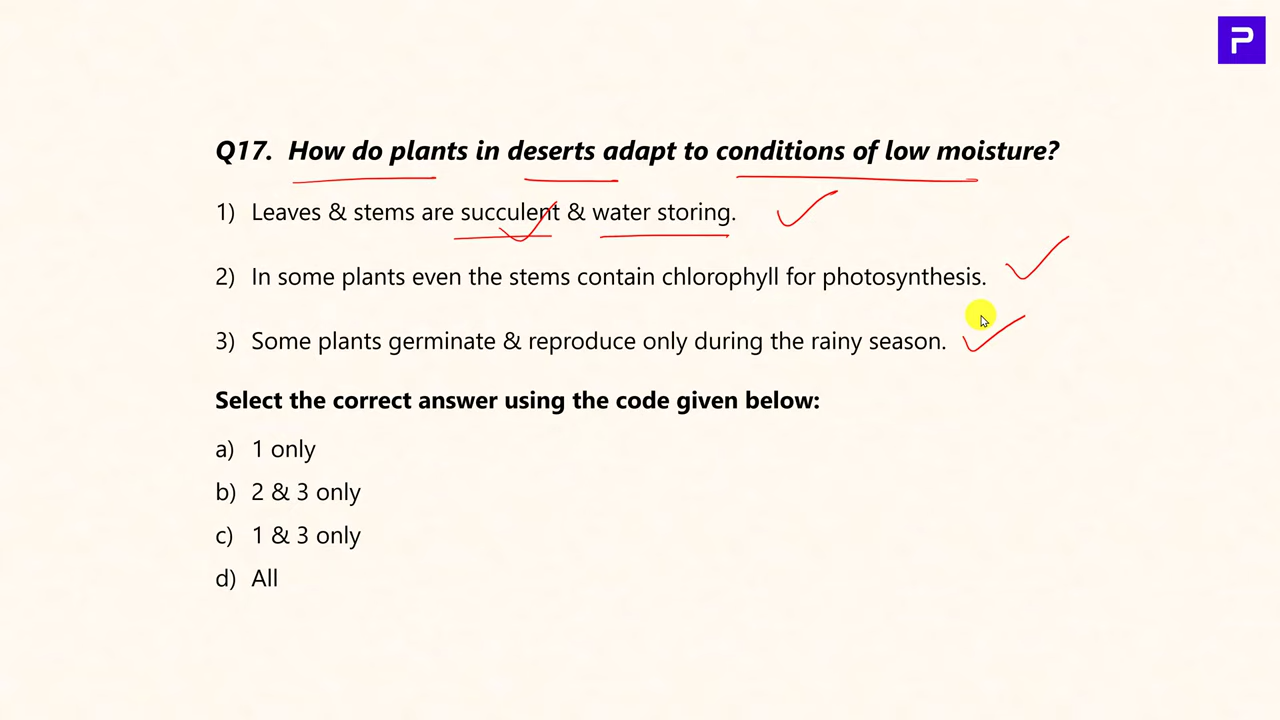 P
Q17. How do plants in deserts adapt to conditions of low moisture?
1) Leaves & stems are succulent & water storing.
2) In some plants even the stems contain chlorophyll for photosynthesis.
3) Some plants germinate & reproduce only during the rainy season.
Select the correct answer using the code given below:
a) 1 only
b) 2 & 3 only
c) 1 & 3 only
d) All